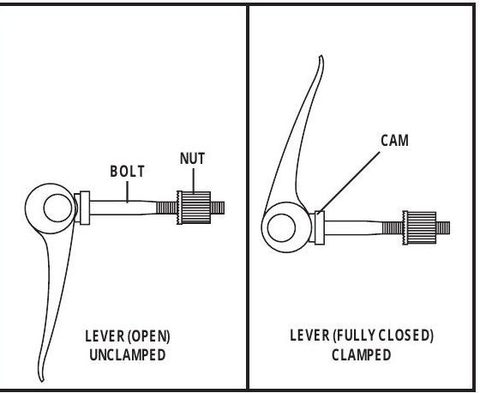 BOLT
NUT
LEVER (OPEN)
UNCLAMPED
CAM
LEVER (FULLY CLOSED)
CLAMPED